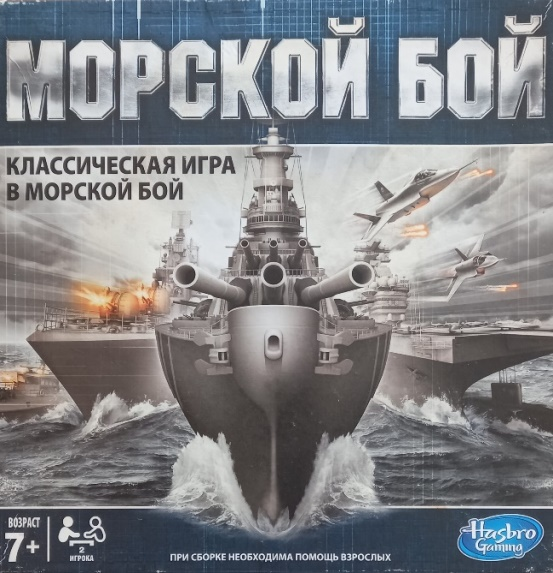 МОРСКОЙ БОЙ
КЛАССИЧЕСКАЯ ИГРА
В МОРСКОЙ БОЙ
ВОЗРАСТ
7+
2
ИГРОКА
ПРИ СБОРКЕ НЕОБХОДИМА ПОМОЩЬ ВЗРОСЛЫХ
Hasbro
Gaming